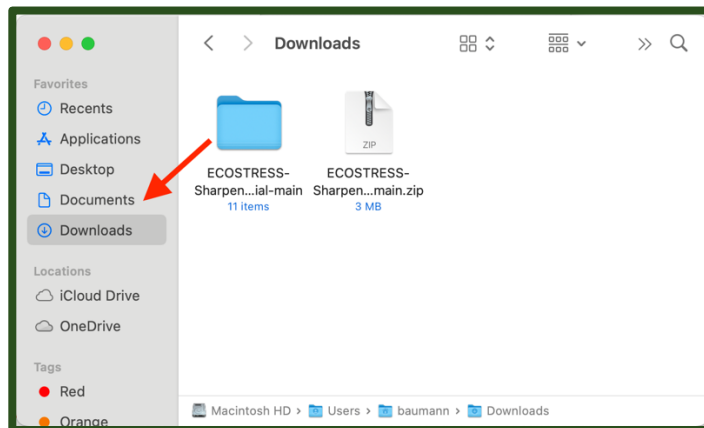 Downloads
Favorites
Recents
Applications
Desktop
Documents
Downloads
Locations
iCloud Drive
OneDrive
Tags
Red
Orange
ZIP
ECOSTRESS-
Sharpen...ial-main
11 items
ECOSTRESS-
Sharpen...main.zip
3 MB
Macintosh HD › Users › baumann › Downloads